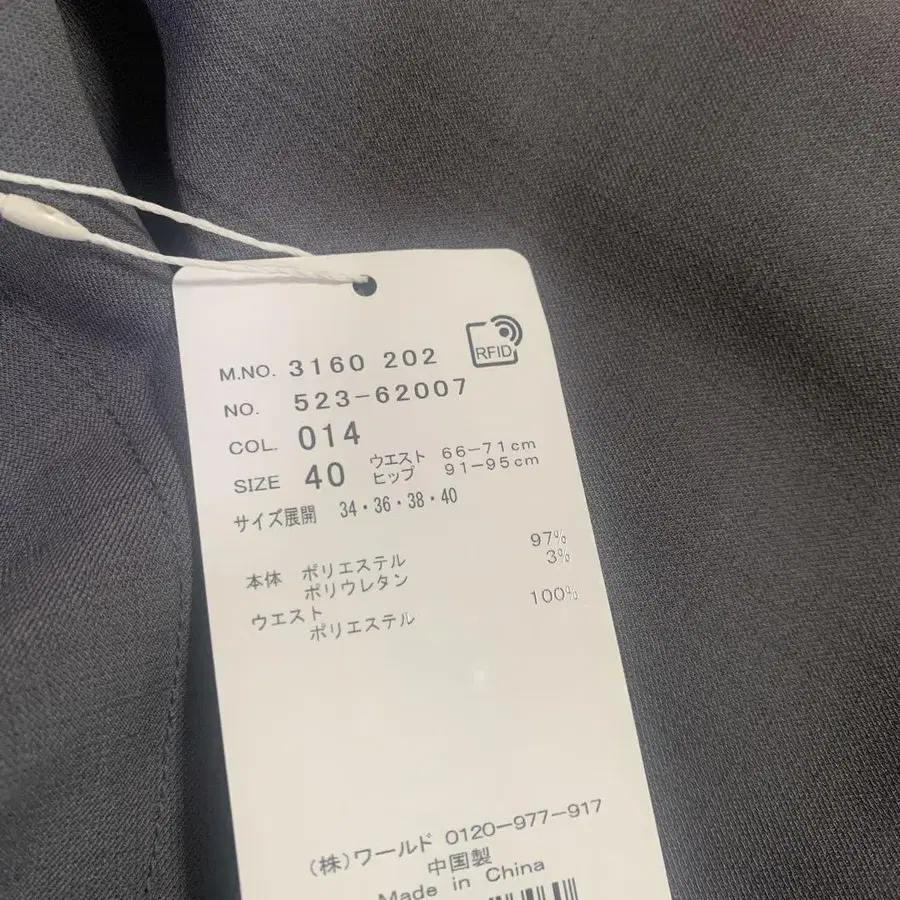 RFID
M.NO. 3160 202
NO. 523-62007
COL. 014
SIZE 40 ウエスト 66-71cm
ヒップ 91-95cm
サイズ展開 34・36・38・40
本体 ポリエステル 97%
ポリウレタン 3%
ウエスト
ポリエステル 100%
(株)ワールド 0120-977-917
中国製
Made in China